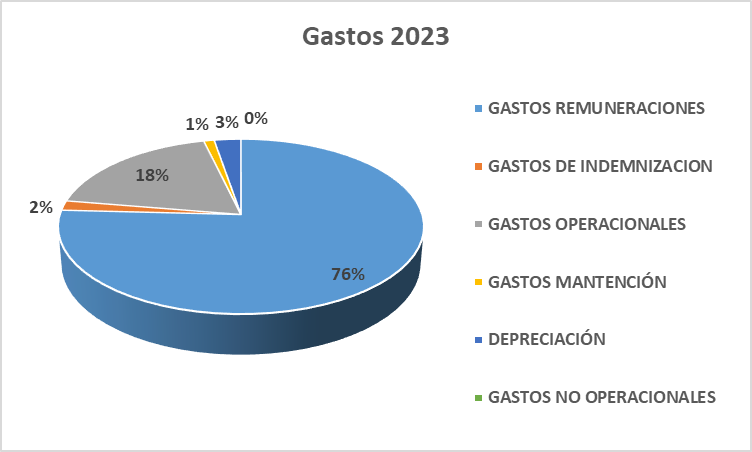 Gastos 2023
1%
3%
0%
18%
2%
76%
GASTOS REMUNERACIONES
GASTOS DE INDEMNIZACION
GASTOS OPERACIONALES
GASTOS MANTENCIÓN
DEPRECIACIÓN
GASTOS NO OPERACIONALES